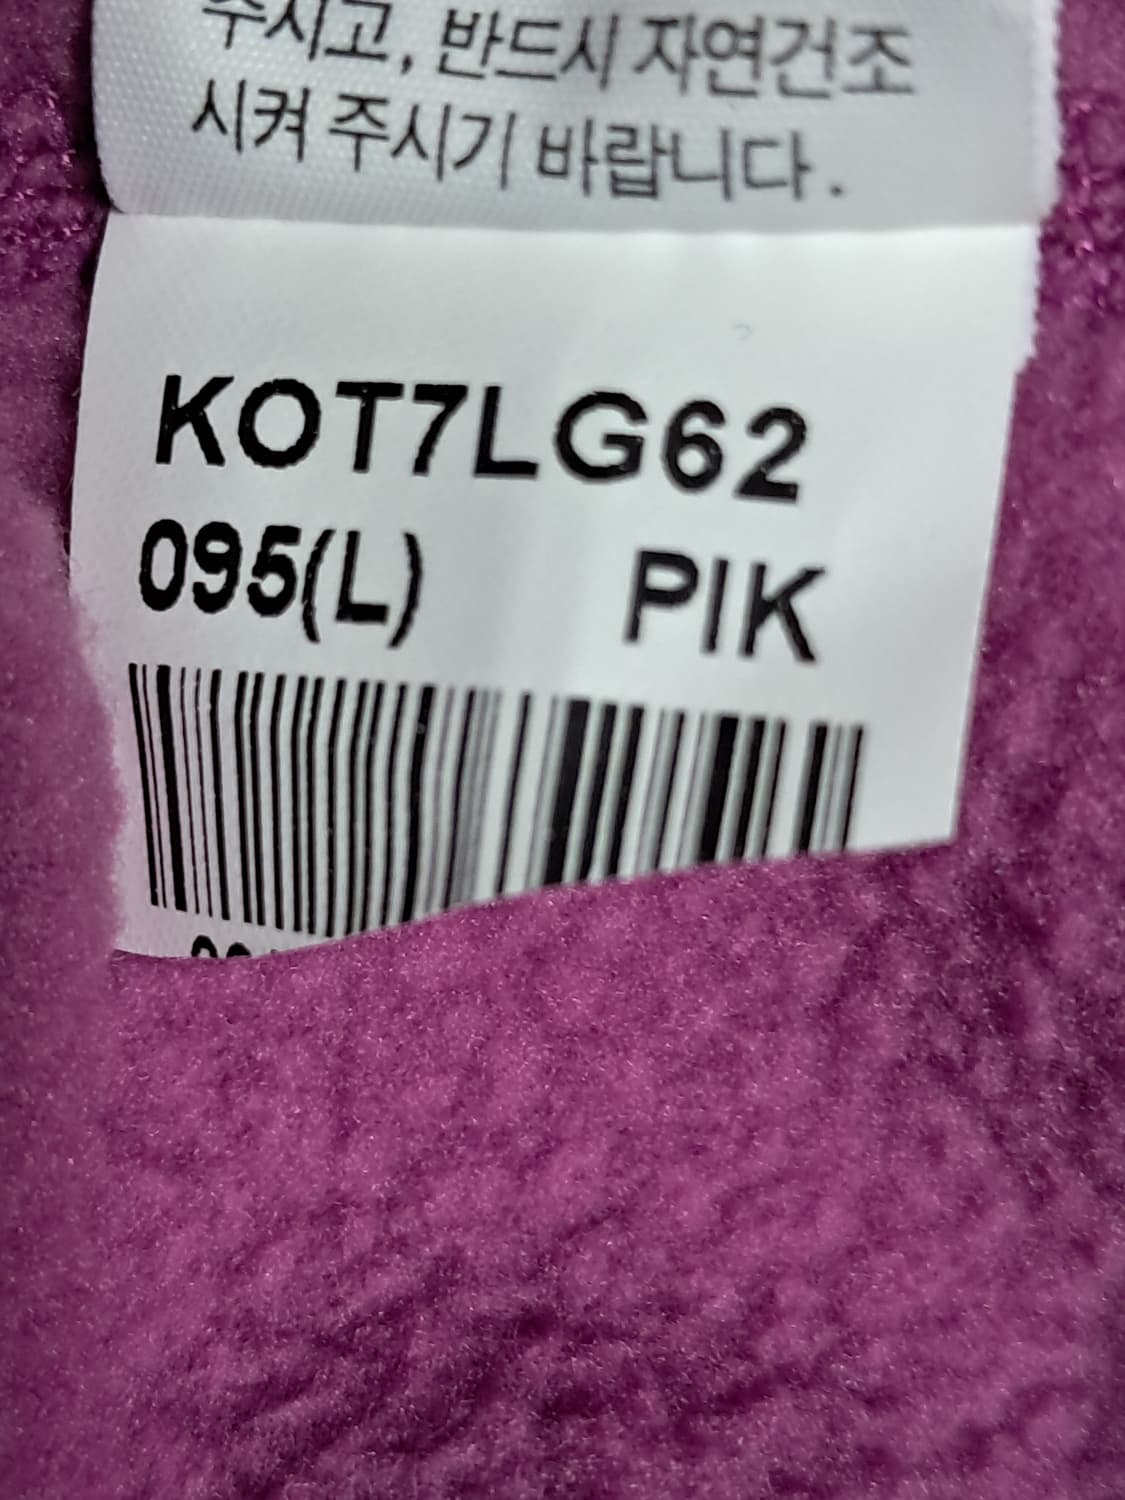 주시고, 반드시 자연건조
시켜 주시기 바랍니다.
KOT7LG62
095(L) PIK